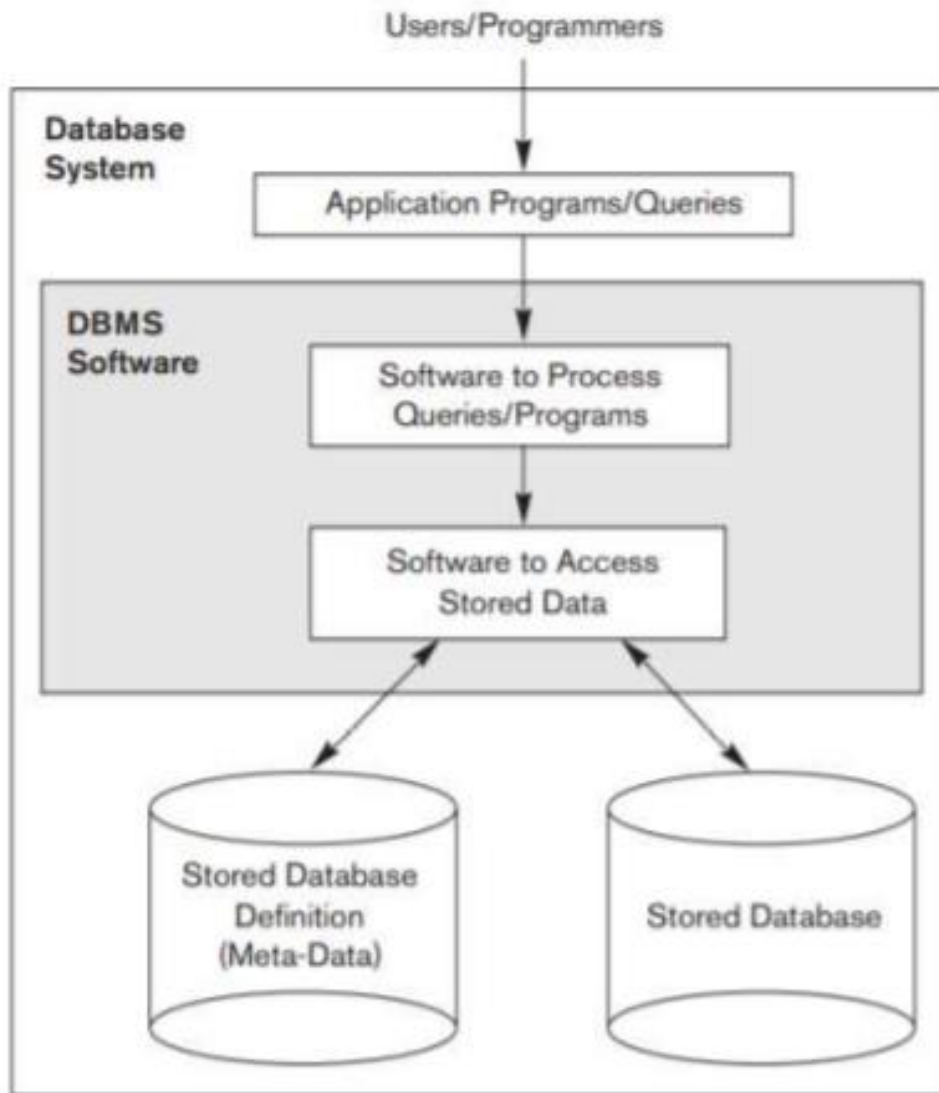 Users/Programmers
Database
System
Application Programs/Queries
DBMS
Software
Software to Process
Queries/Programs
Software to Access
Stored Data
Stored Database
Definition
(Meta-Data)
Stored Database